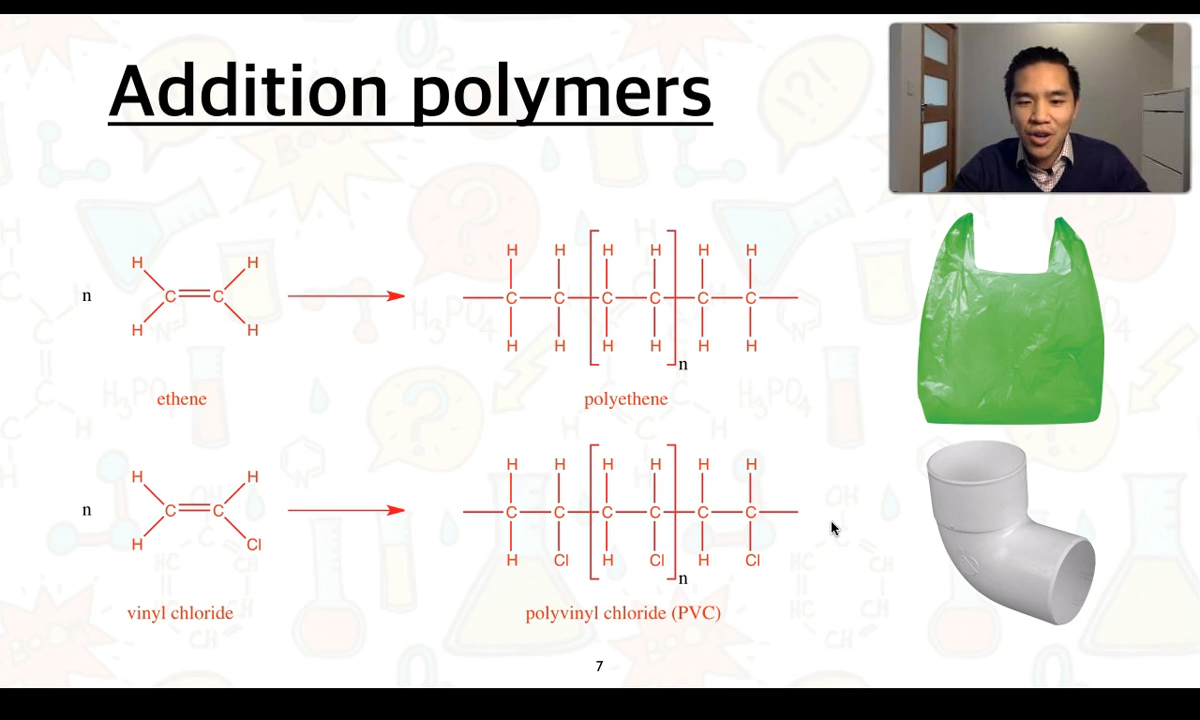 Addition polymers
H H
n C C
H H
H H H H H H
C C C C C C
H H H H H H
n
ethene
polyethene
H H
n C C
H Cl
H H H H H H
C C C C C C
H Cl H Cl H Cl
n
vinyl chloride
polyvinyl chloride (PVC)
7